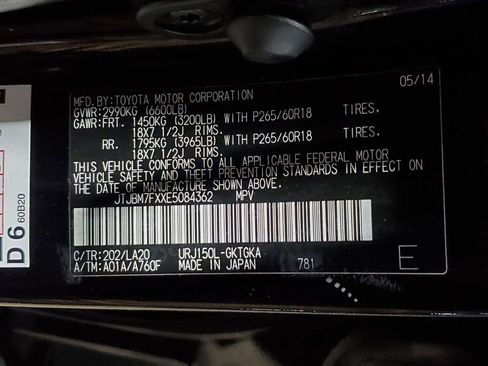 MFD. BY: TOYOTA MOTOR CORPORATION 05/14
GVWR: 2990KG (6600LB)
GAWR: FRT. 1450KG (3200LB) WITH P265/60R18 TIRES.
18X7 1/2J RIMS.
RR. 1795KG (3965LB) WITH P265/60R18 TIRES.
18X7 1/2J RIMS.
THIS VEHICLE CONFORMS TO ALL APPLICABLE FEDERAL MOTOR
VEHICLE SAFETY AND THEFT PREVENTION STANDARDS IN EFFECT ON
THE DATE OF MANUFACTURE SHOWN ABOVE.
JTJBM7FXXE5084362 MPV
C/TR: 202/LA20 URJ150L-GKTGKA
A/TM: A01A/A760F MADE IN JAPAN 781 E
D6 60B20